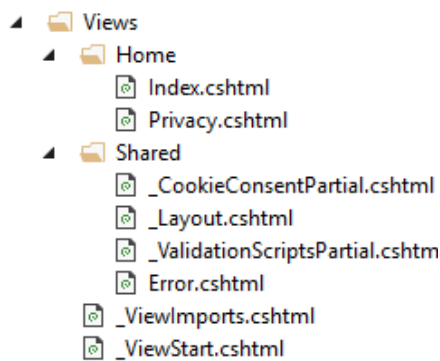 Views
Home
Index.cshtml
Privacy.cshtml
Shared
_CookieConsentPartial.cshtml
_Layout.cshtml
_ValidationScriptsPartial.cshtm
Error.cshtml
_ViewImports.cshtml
_ViewStart.cshtml